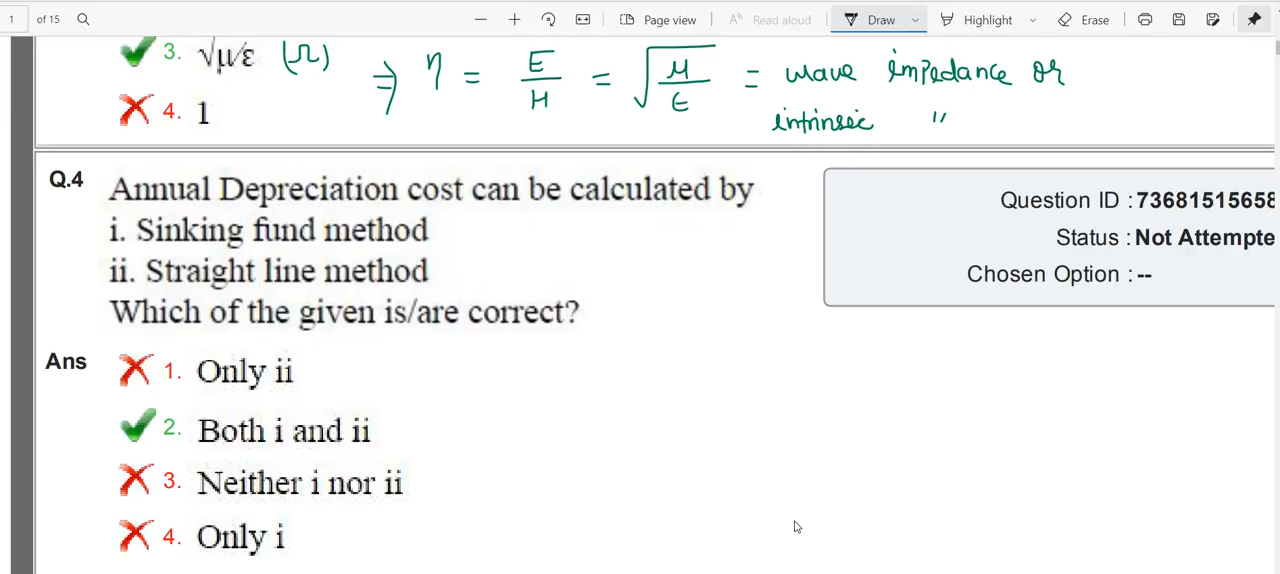 1 of 15 Page view Read aloud Draw Highlight Erase
3. √μ/ε (Ω) ⇒ η = E/H = √μ/ε = wave impedance or
4. 1 intrinsic "
Q.4 Annual Depreciation cost can be calculated by
i. Sinking fund method
ii. Straight line method
Which of the given is/are correct?
Question ID : 73681515658
Status : Not Attempte
Chosen Option : --
Ans 1. Only ii
2. Both i and ii
3. Neither i nor ii
4. Only i